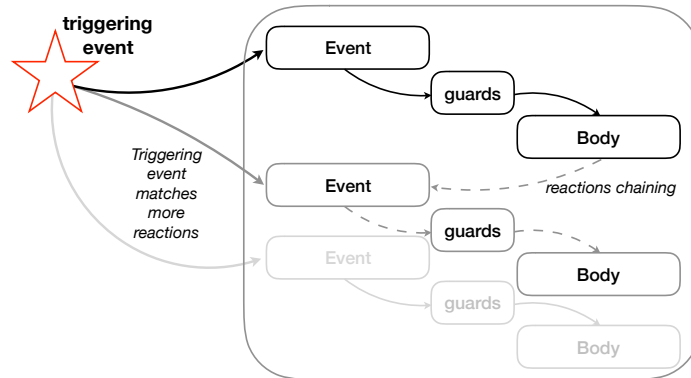 triggering
event
Event
guards
Body
Triggering
event
matches
more
reactions
Event
reactions chaining
guards
Body
Event
guards
Body